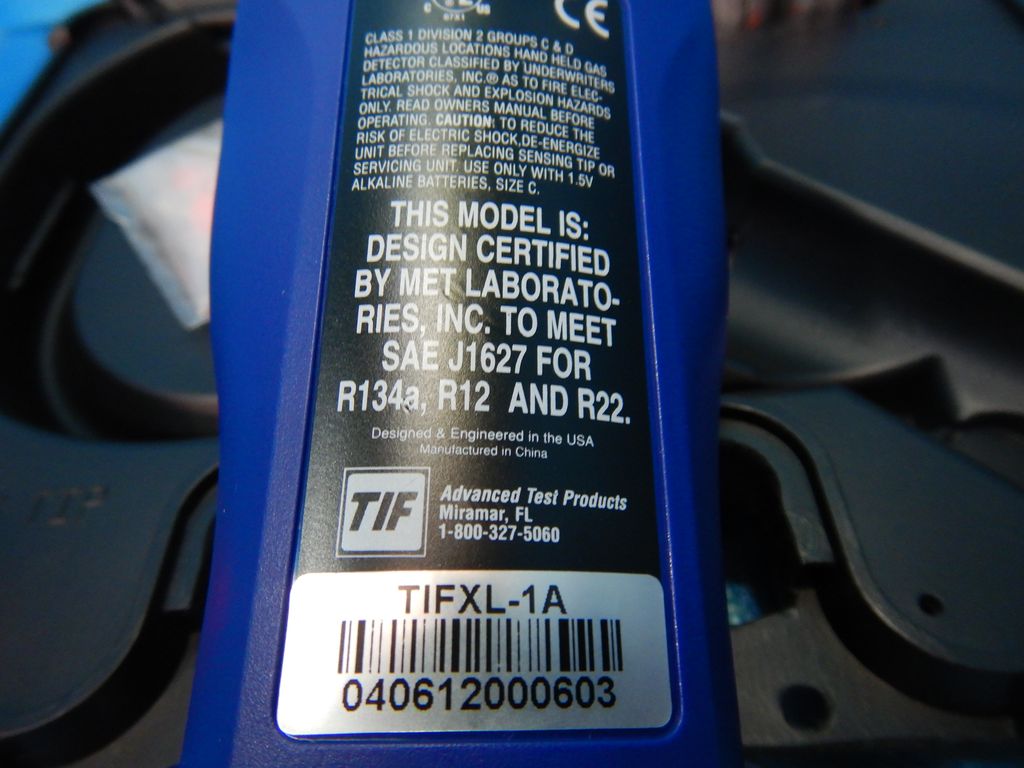 C US
87X1
CE
CLASS 1 DIVISION 2 GROUPS C & D
HAZARDOUS LOCATIONS HAND HELD GAS
DETECTOR CLASSIFIED BY UNDERWRITERS
LABORATORIES, INC.® AS TO FIRE ELEC-
TRICAL SHOCK AND EXPLOSION HAZARDS
ONLY. READ OWNERS MANUAL BEFORE
OPERATING. CAUTION: TO REDUCE THE
RISK OF ELECTRIC SHOCK,DE-ENERGIZE
UNIT BEFORE REPLACING SENSING TIP OR
SERVICING UNIT. USE ONLY WITH 1.5V
ALKALINE BATTERIES, SIZE C.
THIS MODEL IS:
DESIGN CERTIFIED
BY MET LABORATO-
RIES, INC. TO MEET
SAE J1627 FOR
R134a, R12 AND R22.
Designed & Engineered in the USA
Manufactured in China
TIF
Advanced Test Products
Miramar, FL
1-800-327-5060
TIFXL-1A
040612000603